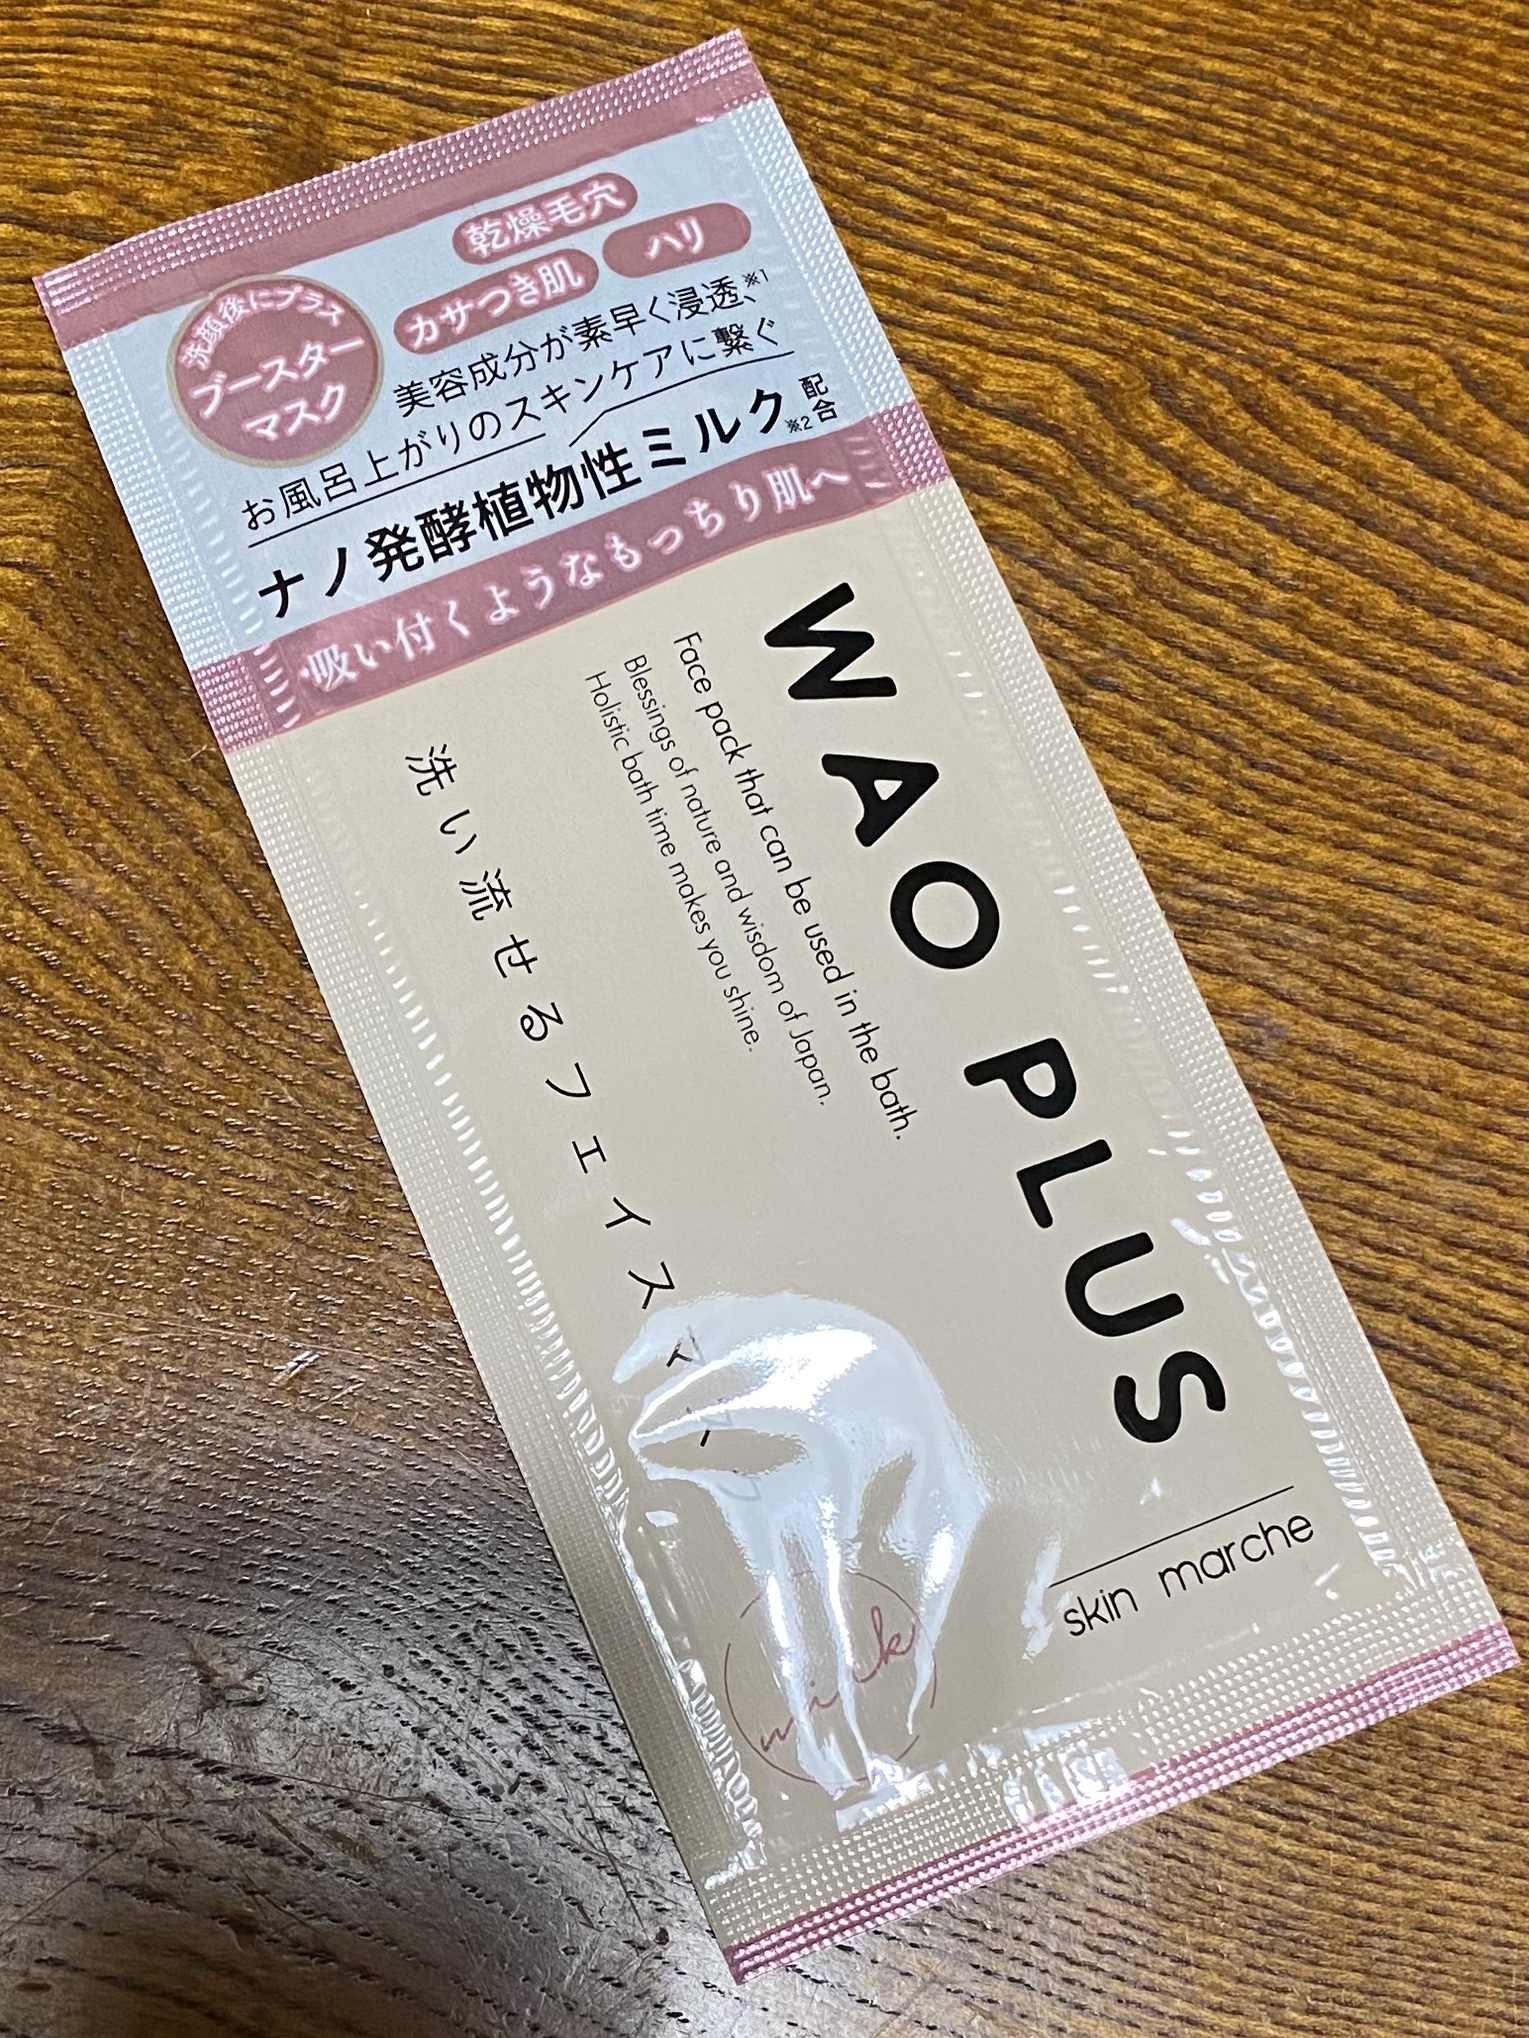 乾燥毛穴
カサつき肌
ハリ
洗顔後にプラス
ブースター
マスク
美容成分が素早く浸透、※1
お風呂上がりのスキンケアに繋ぐ
ナノ発酵植物性ミルク※2配合
吸い付くようなもっちり肌へ
WAO PLUS
Face pack that can be used in the bath.
Blessings of nature and wisdom of Japan.
Holistic bath time makes you shine.
洗い流せるフェイスマスク
skin marche
milk